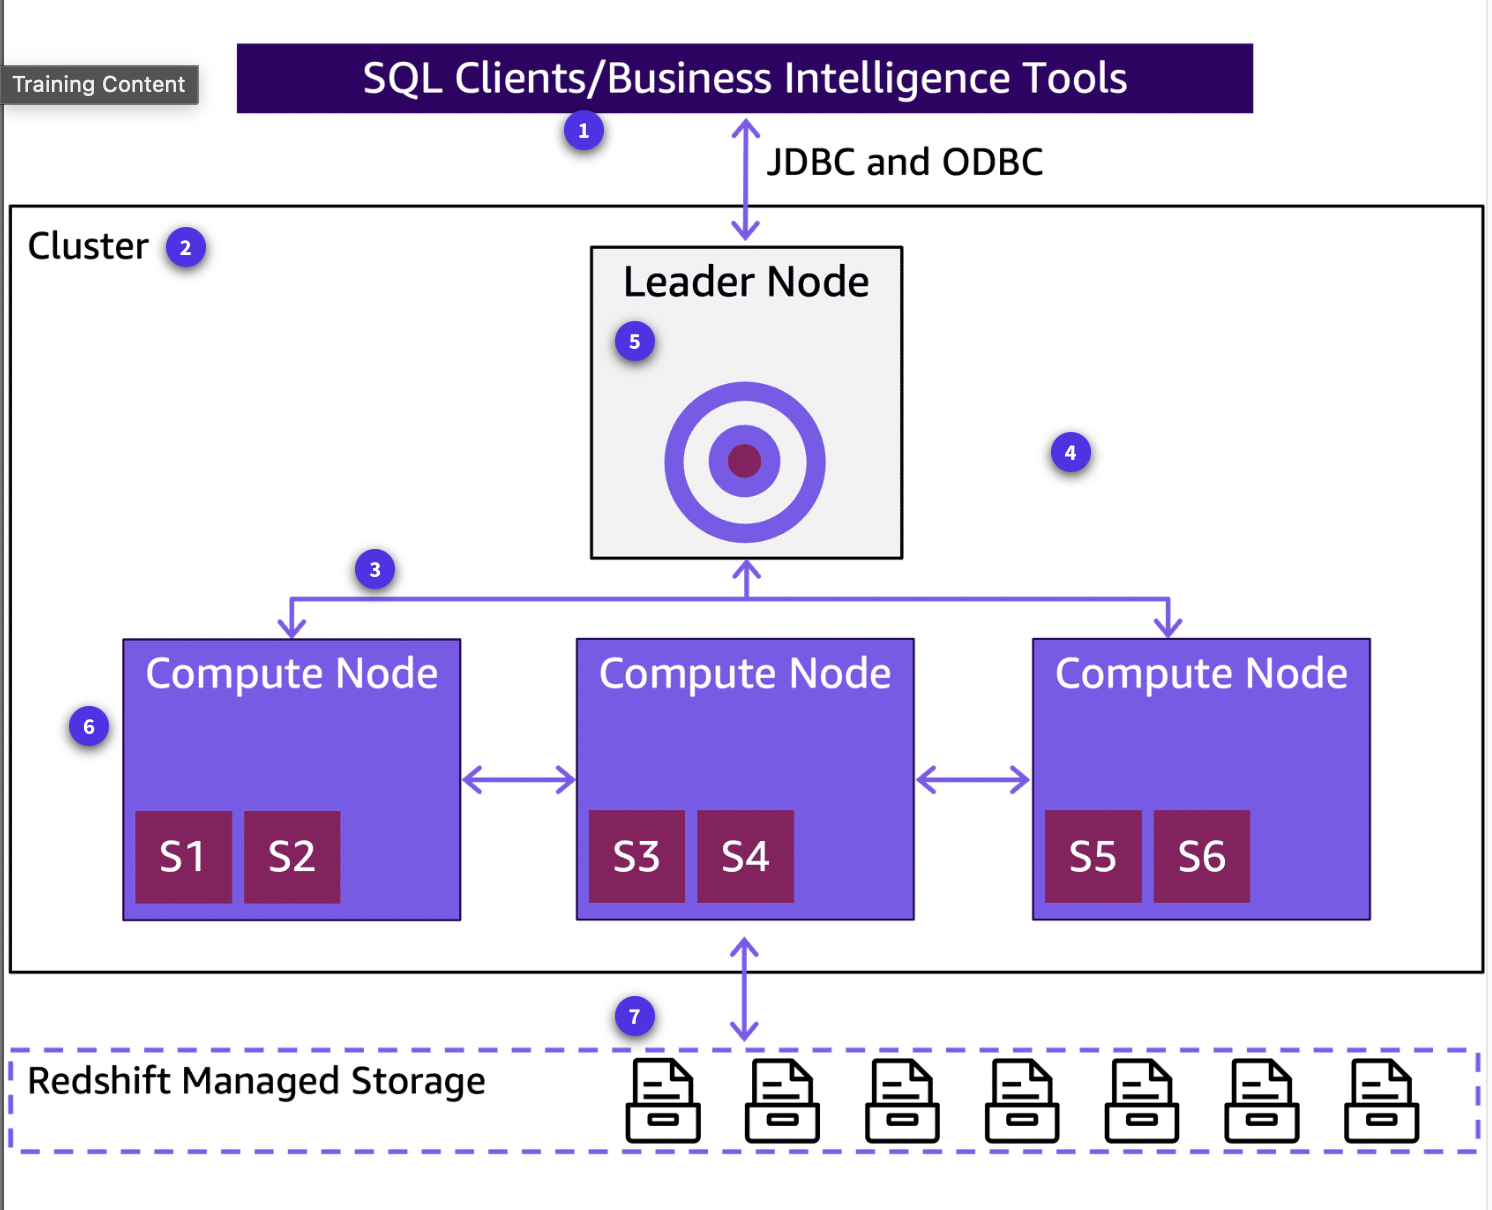 SQL Clients/Business Intelligence Tools
Training Content
1
JDBC and ODBC
Cluster
2
Leader Node
5
4
3
Compute Node
Compute Node
Compute Node
6
S1
S2
S3
S4
S5
S6
7
Redshift Managed Storage